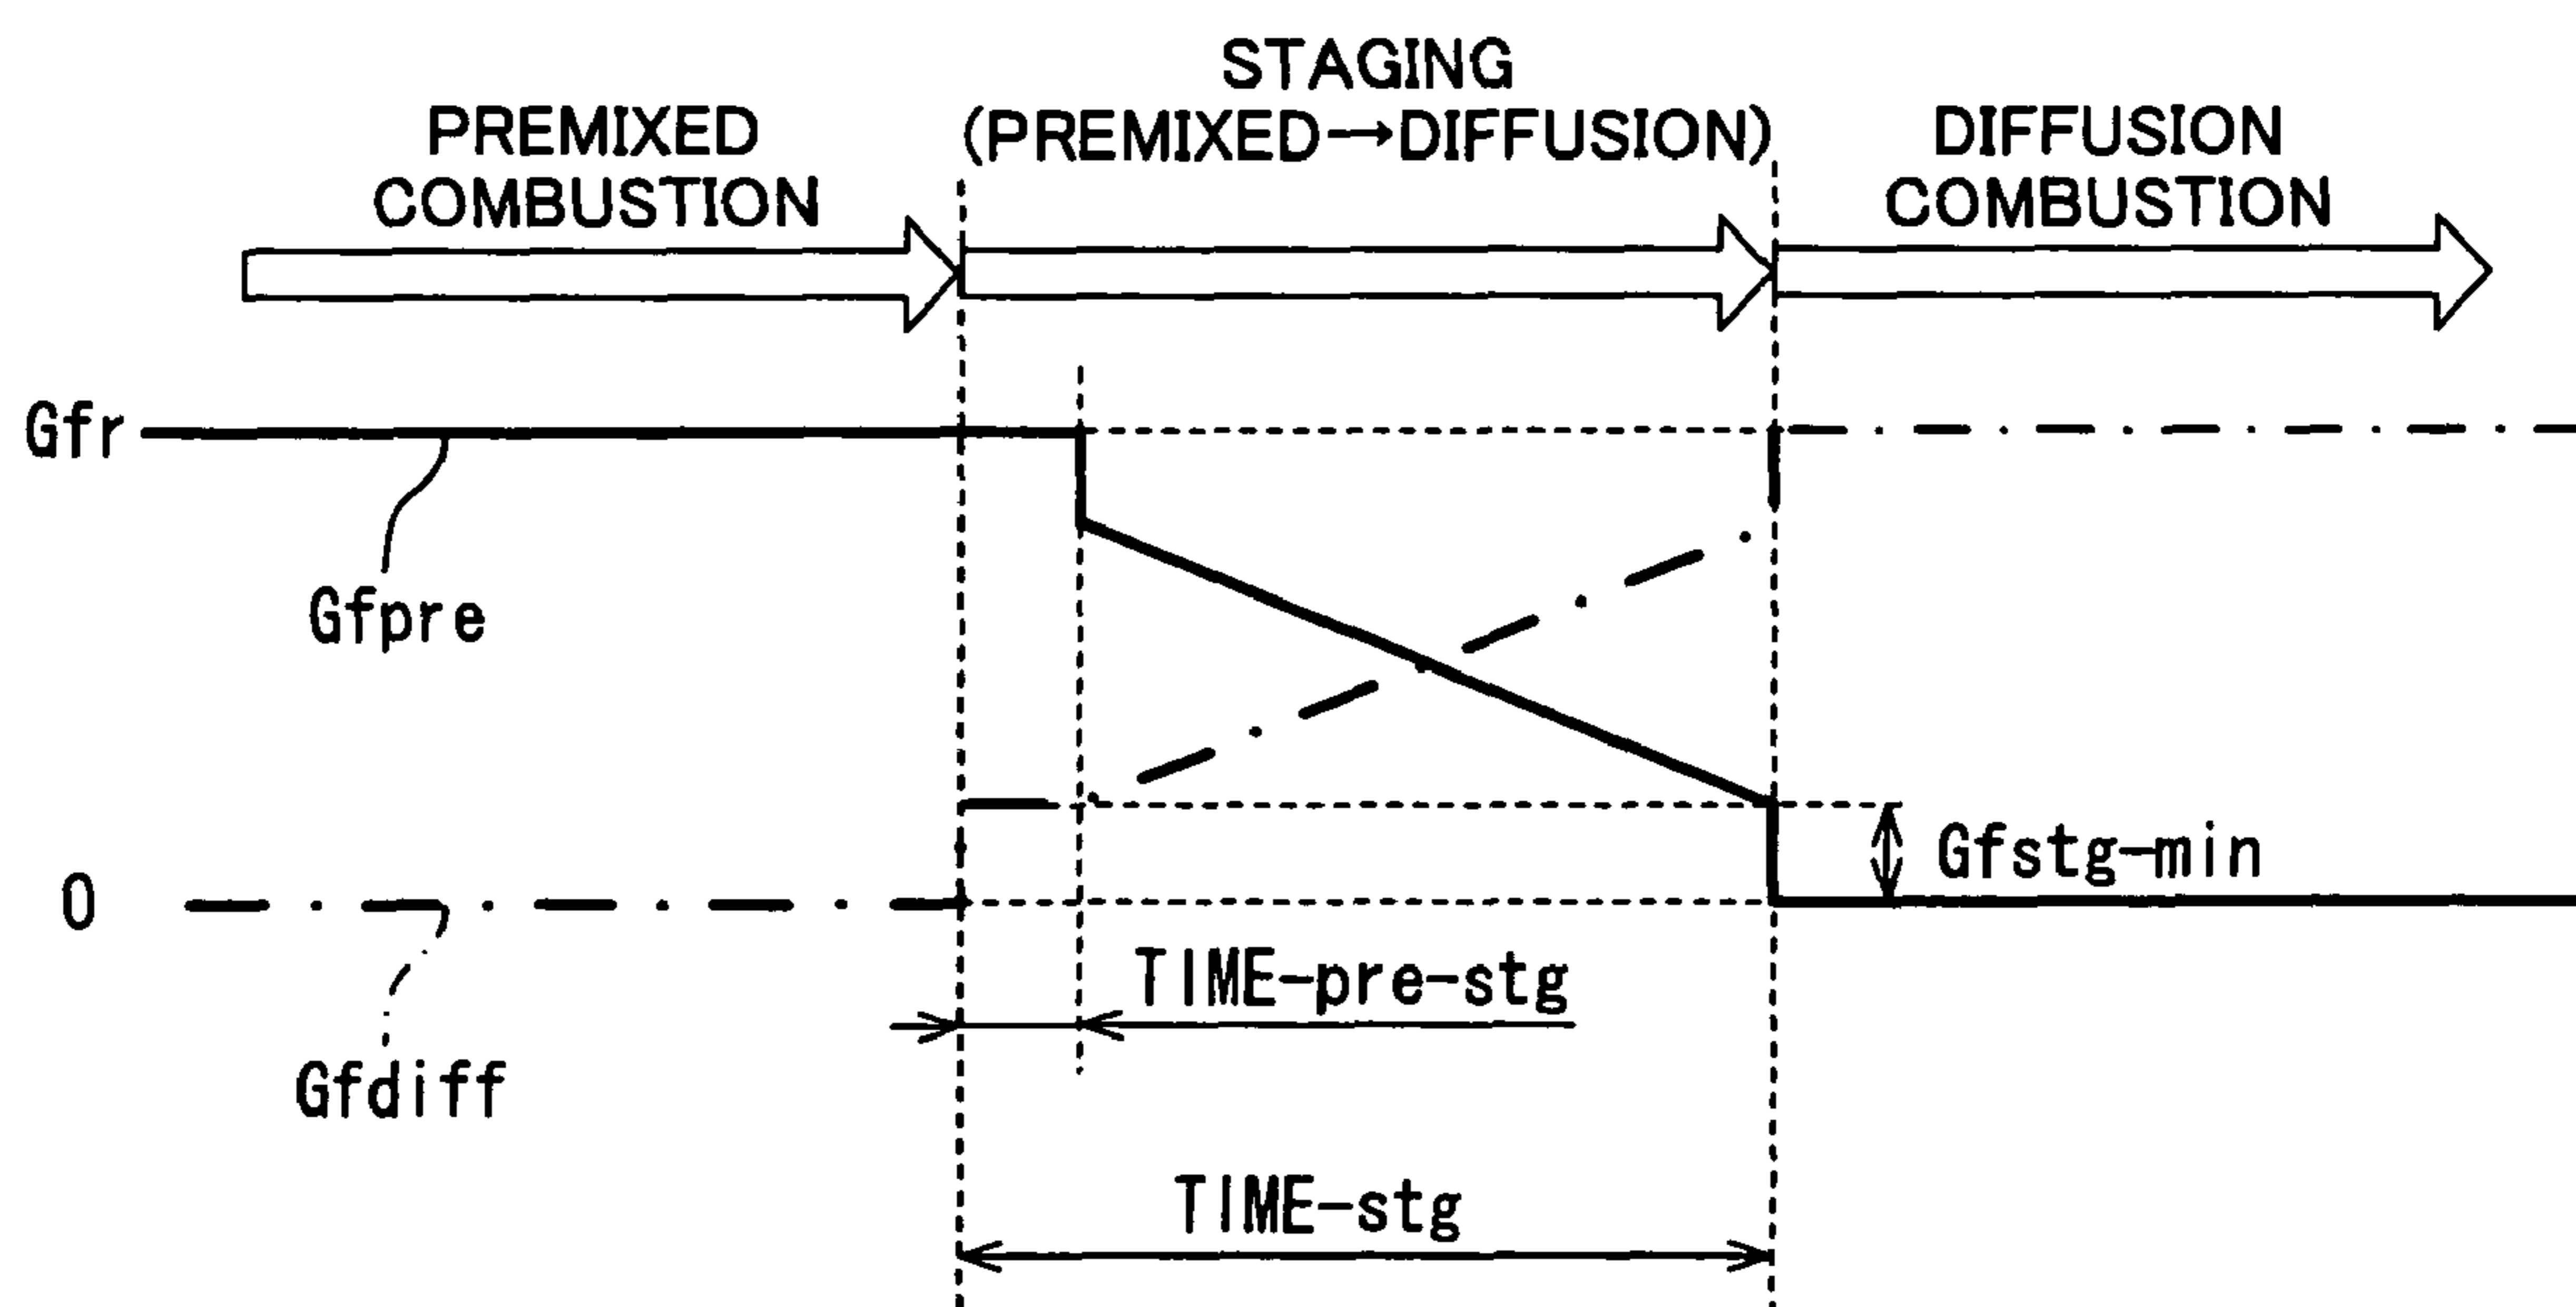 STAGING
(PREMIXED→DIFFUSION)
PREMIXED
COMBUSTION
DIFFUSION
COMBUSTION
Gfr
Gfpre
Gfstg-min
0
TIME-pre-stg
Gfdiff
TIME-stg